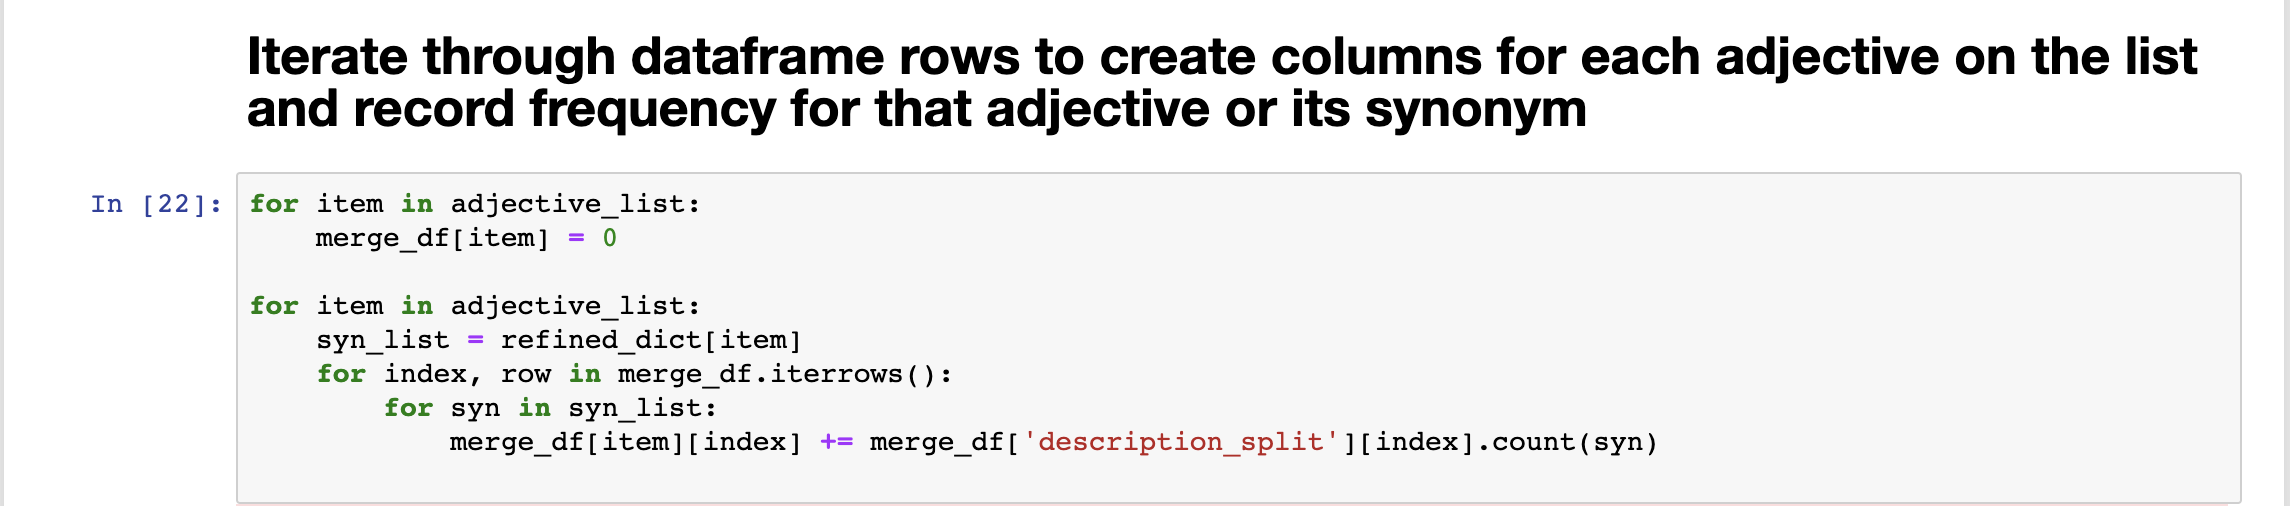 Iterate through dataframe rows to create columns for each adjective on the list
and record frequency for that adjective or its synonym
In [22]:
for item in adjective_list:
    merge_df[item] = 0

for item in adjective_list:
    syn_list = refined_dict[item]
    for index, row in merge_df.iterrows():
        for syn in syn_list:
            merge_df[item][index] += merge_df['description_split'][index].count(syn)